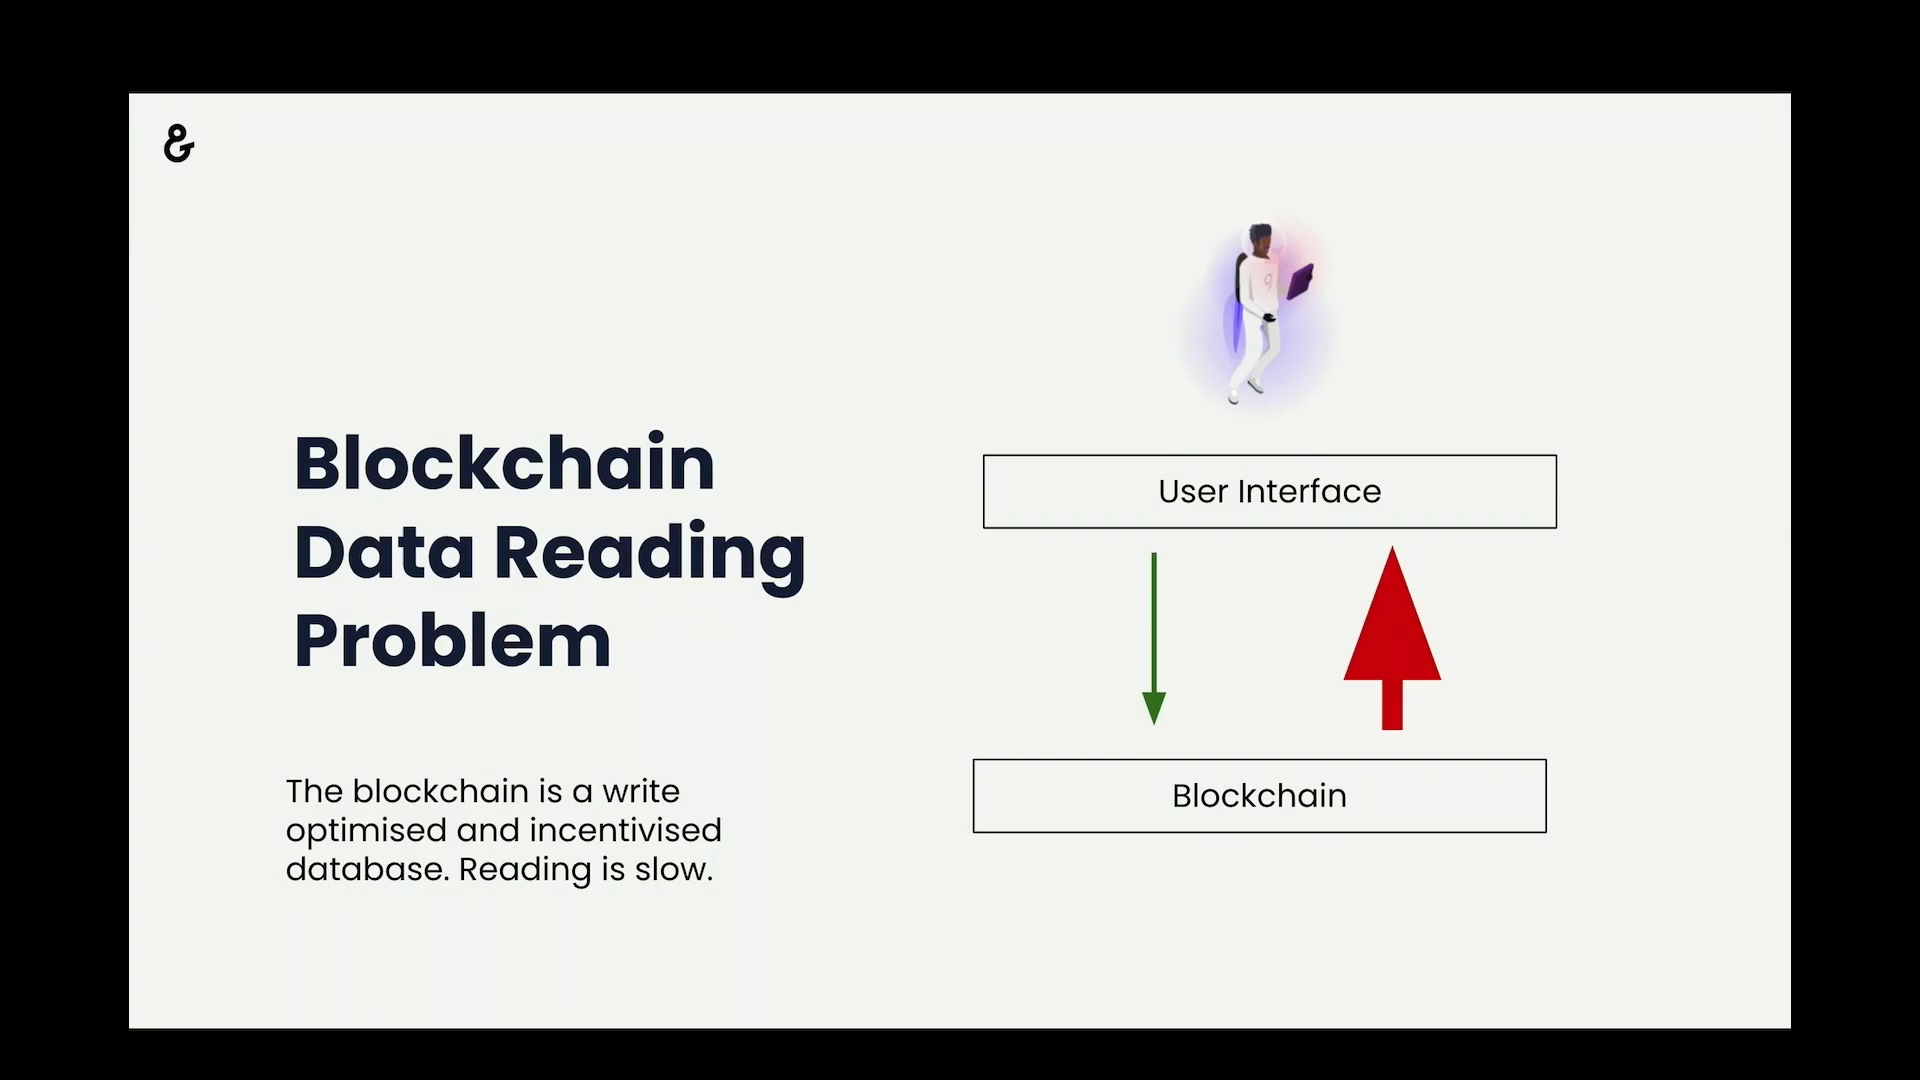 &
Blockchain
Data Reading
Problem
The blockchain is a write
optimised and incentivised
database. Reading is slow.
User Interface
Blockchain